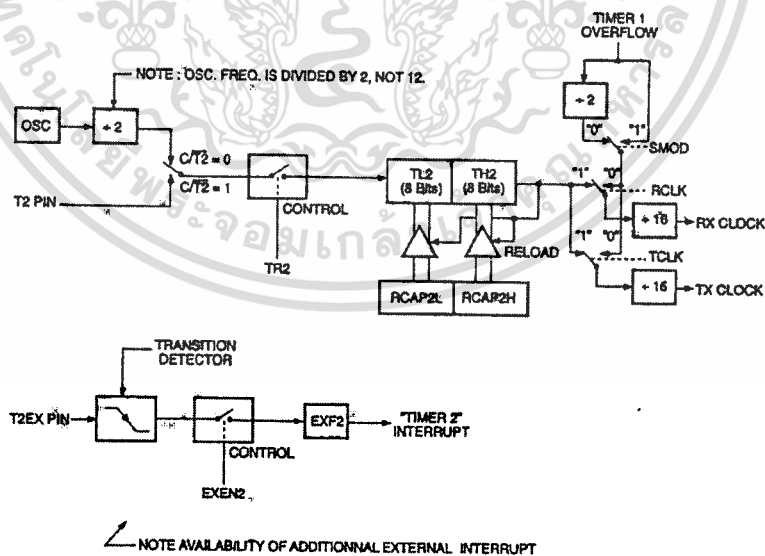 TIMER 1
OVERFLOW
NOTE : OSC. FREQ. IS DIVIDED BY 2, NOT 12.
÷ 2
OSC
÷ 2
"0" "1"
SMOD
C/T2 = 0
C/T2 = 1
TL2
(8 Bits)
TH2
(8 Bits)
"1" "0"
RCLK
T2 PIN
CONTROL
÷ 16
RX CLOCK
RELOAD
"1" "0"
TCLK
TR2
RCAP2L
RCAP2H
÷ 16
TX CLOCK
TRANSITION
DETECTOR
T2EX PIN
EXF2
"TIMER 2"
INTERRUPT
CONTROL
EXEN2
NOTE AVAILABILITY OF ADDITIONNAL EXTERNAL INTERRUPT